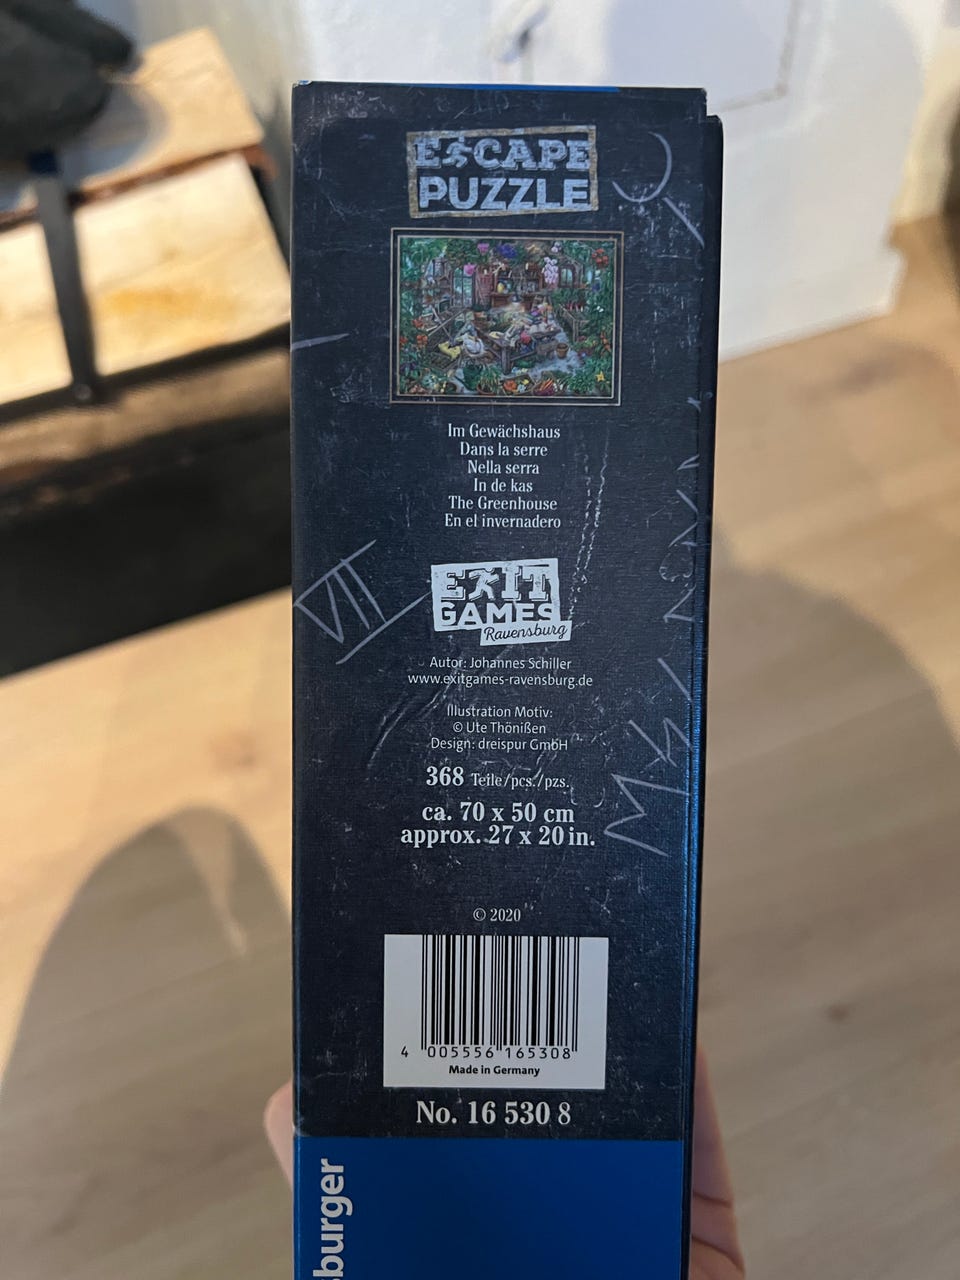 ESCAPE
PUZZLE
Im Gewächshaus
Dans la serre
Nella serra
In de kas
The Greenhouse
En el invernadero
VII
EXIT
GAMES
Ravensburg
Autor: Johannes Schiller
www.exitgames-ravensburg.de
Illustration Motiv:
© Ute Thönißen
Design: dreispur GmbH
368 Teile/pcs./pzs.
ca. 70 x 50 cm
approx. 27 x 20 in.
© 2020
4 005556 165308
Made in Germany
No. 16 530 8
sburger